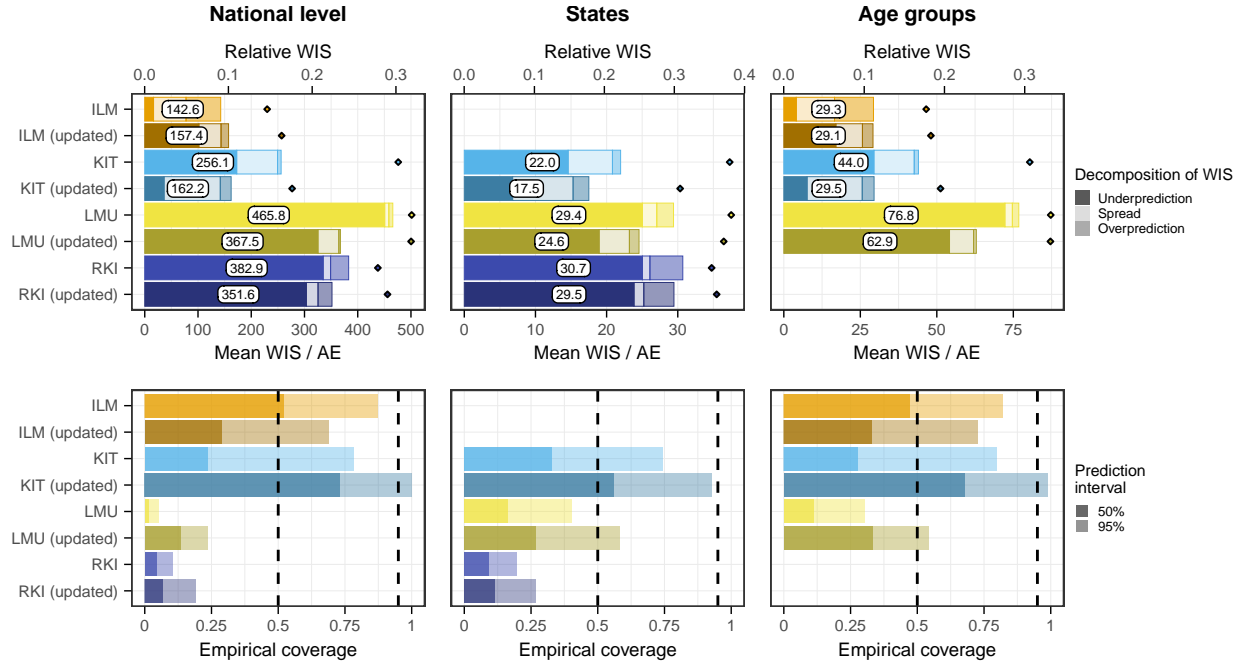 National level
States
Age groups
Relative WIS
Relative WIS
Relative WIS
0.0 0.1 0.2 0.3
0.0 0.1 0.2 0.3 0.4
0.0 0.1 0.2 0.3
ILM
ILM (updated)
KIT
KIT (updated)
LMU
LMU (updated)
RKI
RKI (updated)
142.6
157.4
256.1
162.2
465.8
367.5
382.9
351.6
22.0
17.5
29.4
24.6
30.7
29.5
29.3
29.1
44.0
29.5
76.8
62.9
0 100 200 300 400 500
0 10 20 30
0 25 50 75
Mean WIS / AE
Mean WIS / AE
Mean WIS / AE
Decomposition of WIS
Underprediction
Spread
Overprediction
ILM
ILM (updated)
KIT
KIT (updated)
LMU
LMU (updated)
RKI
RKI (updated)
0 0.25 0.5 0.75 1
0 0.25 0.5 0.75 1
0 0.25 0.5 0.75 1
Empirical coverage
Empirical coverage
Empirical coverage
Prediction
interval
50%
95%